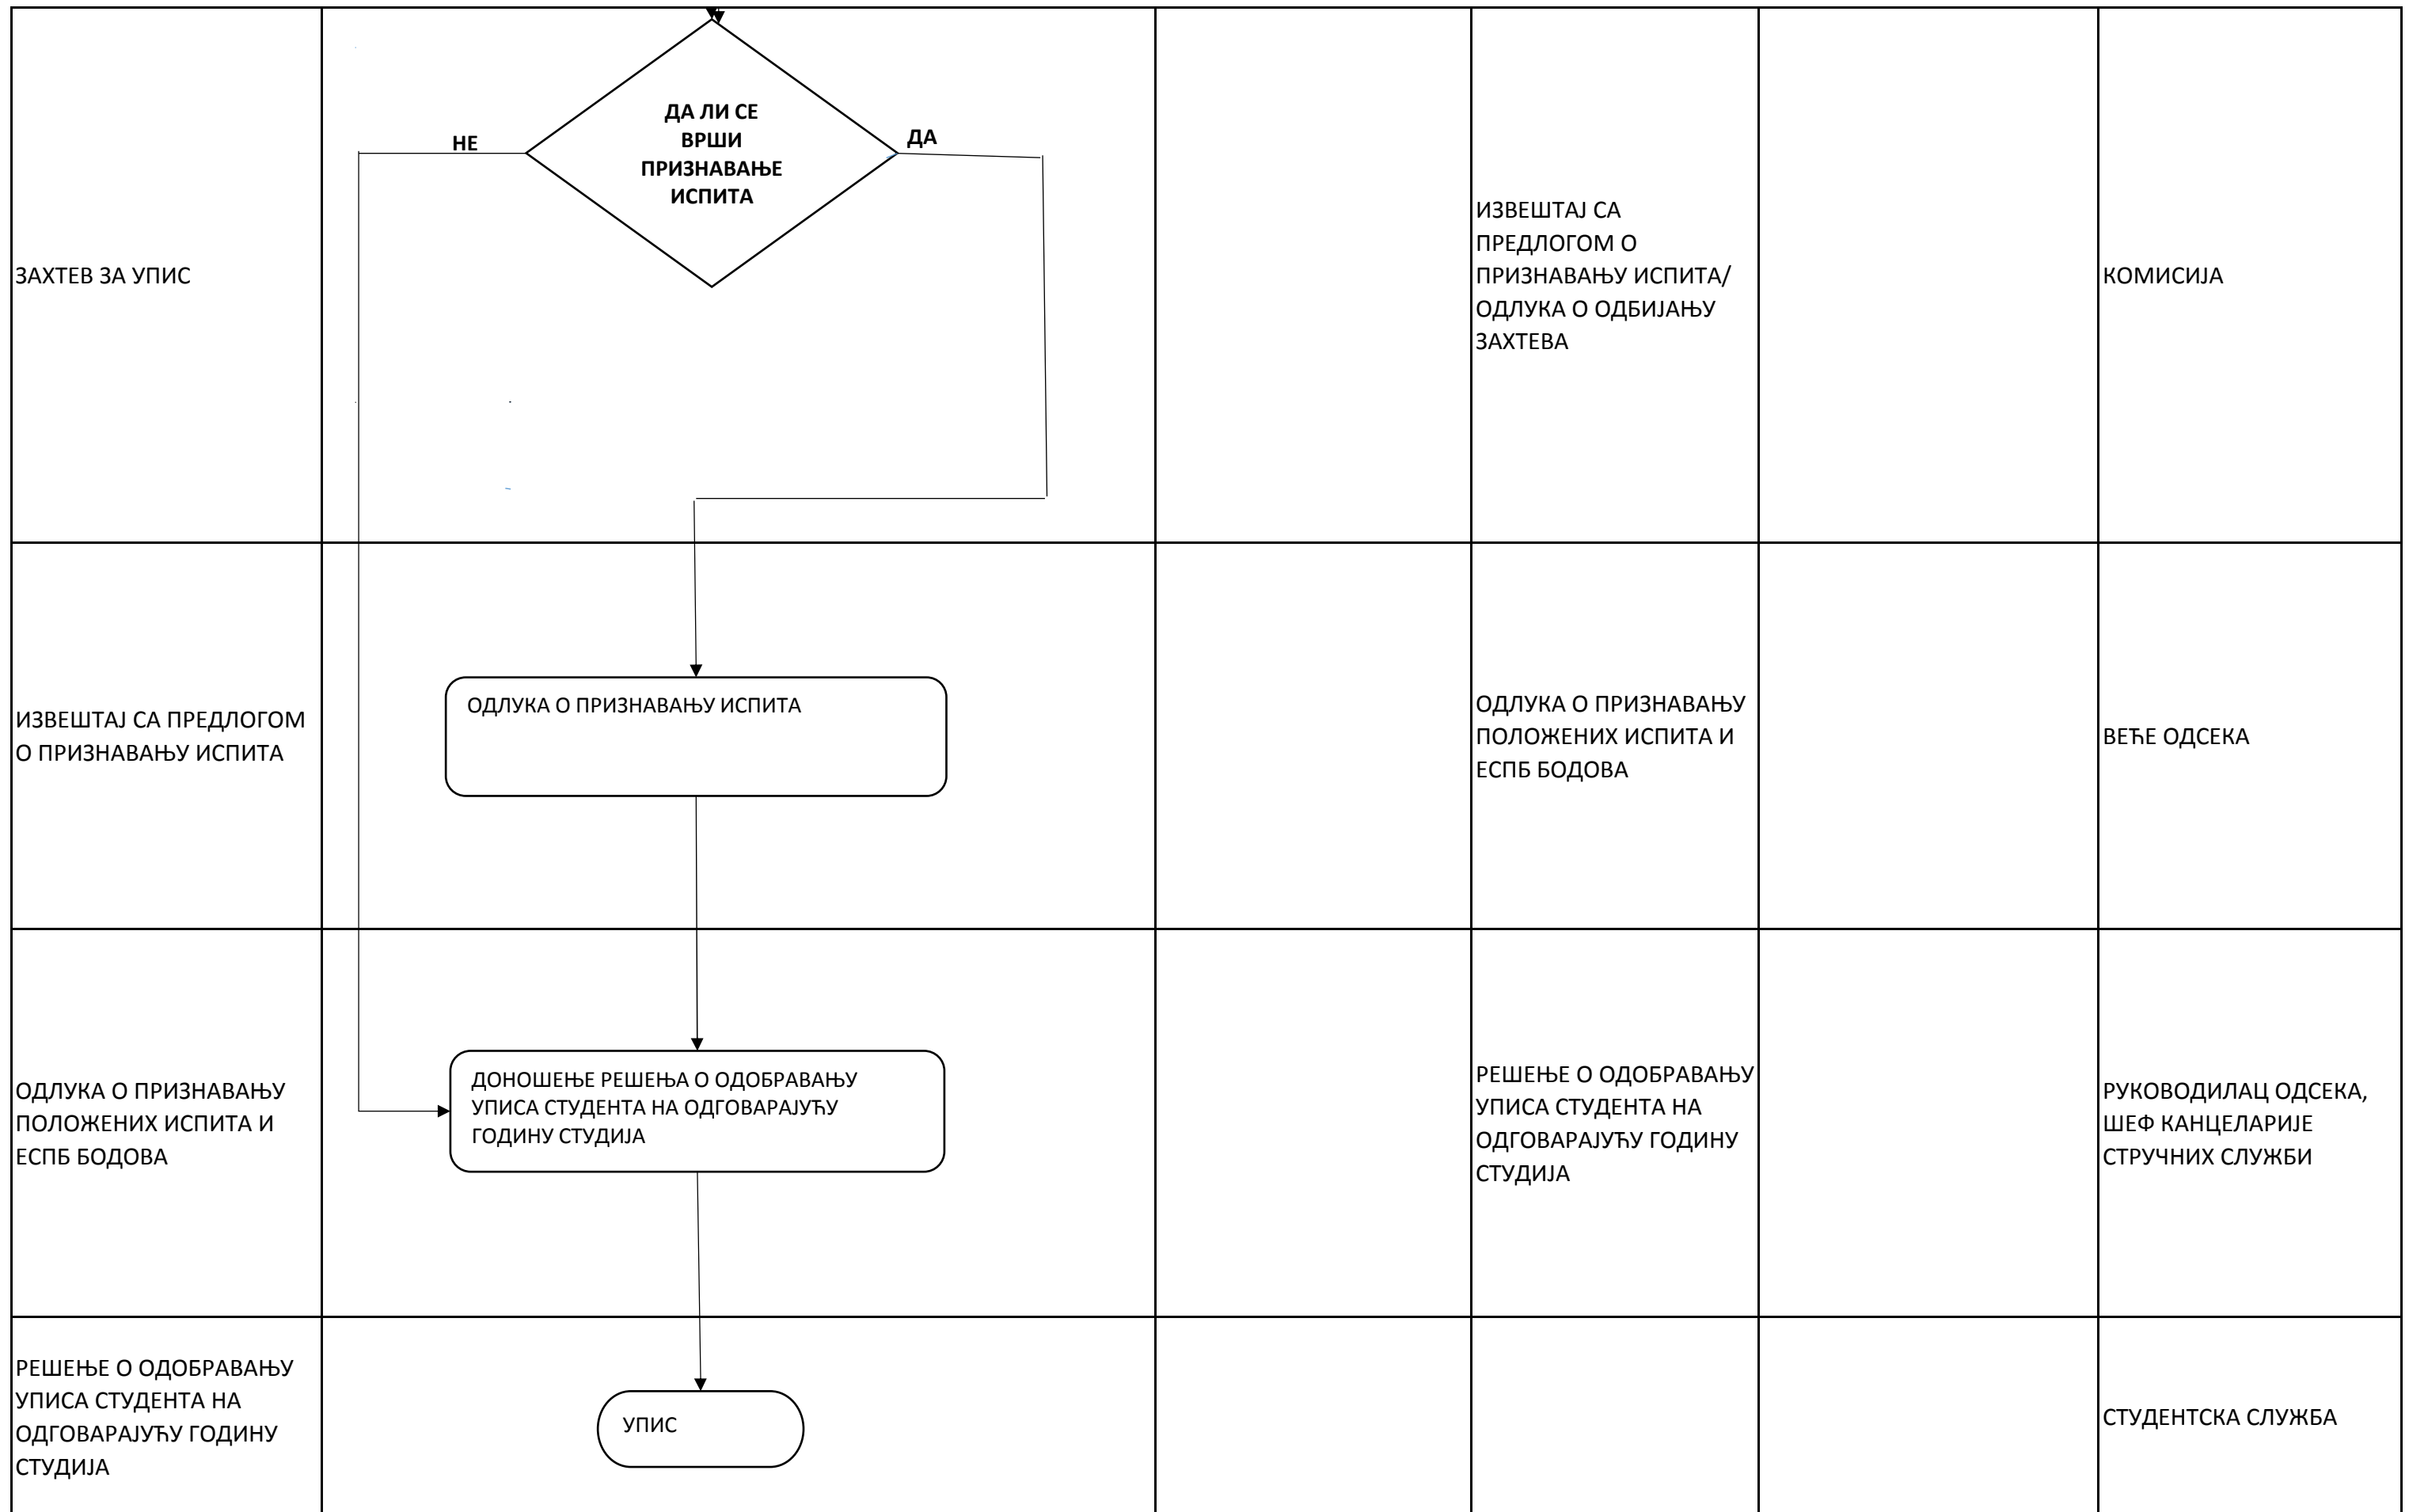 ЗАХТЕВ ЗА УПИС
НЕ
ДА ЛИ СЕ
ВРШИ
ПРИЗНАВАЊЕ
ИСПИТА
ДА
ИЗВЕШТАЈ СА
ПРЕДЛОГОМ О
ПРИЗНАВАЊУ ИСПИТА/
ОДЛУКА О ОДБИЈАЊУ
ЗАХТЕВА
КОМИСИЈА
ИЗВЕШТАЈ СА ПРЕДЛОГОМ
О ПРИЗНАВАЊУ ИСПИТА
ОДЛУКА О ПРИЗНАВАЊУ ИСПИТА
ОДЛУКА О ПРИЗНАВАЊУ
ПОЛОЖЕНИХ ИСПИТА И
ЕСПБ БОДОВА
ВЕЋЕ ОДСЕКА
ОДЛУКА О ПРИЗНАВАЊУ
ПОЛОЖЕНИХ ИСПИТА И
ЕСПБ БОДОВА
ДОНОШЕЊЕ РЕШЕЊА О ОДОБРАВАЊУ
УПИСА СТУДЕНТА НА ОДГОВАРАЈУЋУ
ГОДИНУ СТУДИЈА
РЕШЕЊЕ О ОДОБРАВАЊУ
УПИСА СТУДЕНТА НА
ОДГОВАРАЈУЋУ ГОДИНУ
СТУДИЈА
РУКОВОДИЛАЦ ОДСЕКА,
ШЕФ КАНЦЕЛАРИЈЕ
СТРУЧНИХ СЛУЖБИ
РЕШЕЊЕ О ОДОБРАВАЊУ
УПИСА СТУДЕНТА НА
ОДГОВАРАЈУЋУ ГОДИНУ
СТУДИЈА
УПИС
СТУДЕНТСКА СЛУЖБА